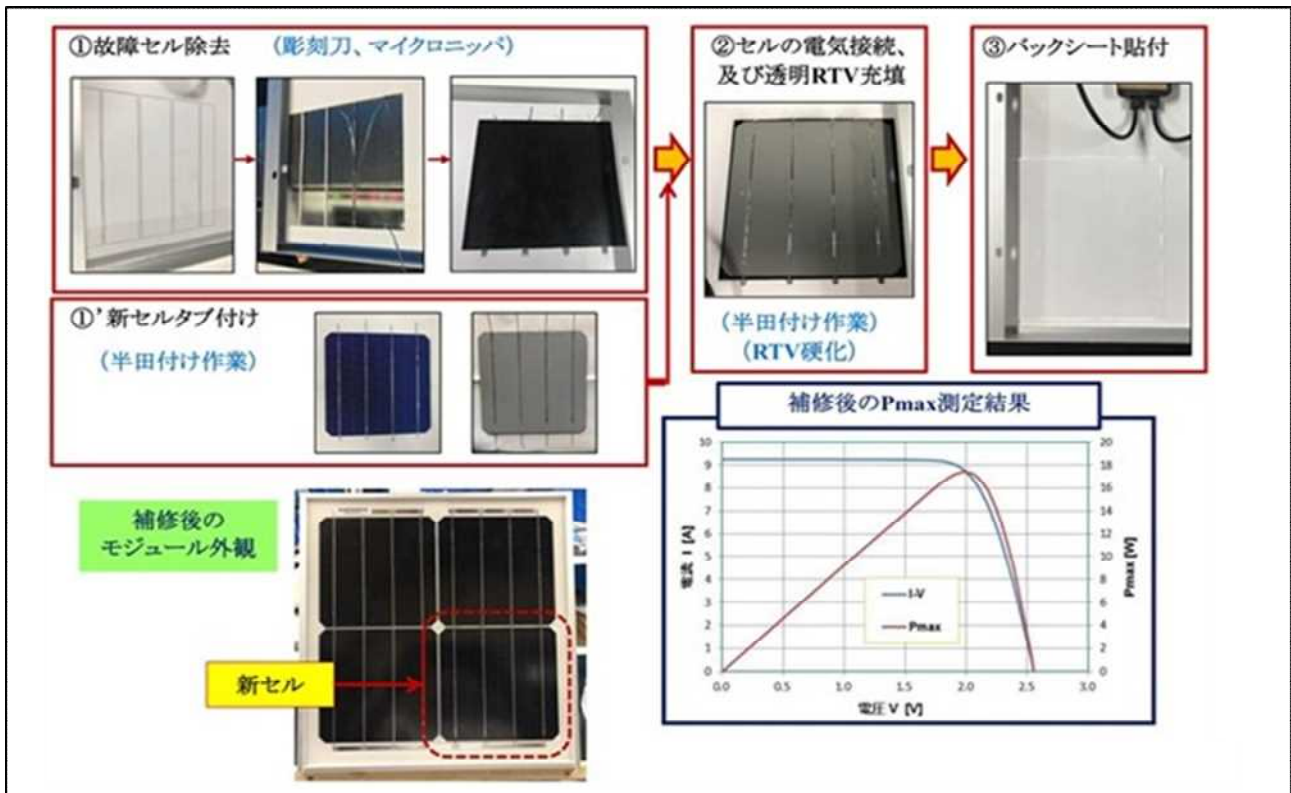 ①故障セル除去 (彫刻刀、マイクロニッパ)
①’新セルタブ付け
(半田付け作業)
②セルの電気接続、
及び透明RTV充填
(半田付け作業)
(RTV硬化)
③バックシート貼付
補修後の
モジュール外観
新セル
補修後のPmax測定結果
電流 I [A]
10
9
8
7
6
5
4
3
2
1
0
I-V
Pmax
20
18
16
14
12
10
8
6
4
2
0
Pmax [W]
0.0 0.5 1.0 1.5 2.0 2.5 3.0
電圧 V [V]